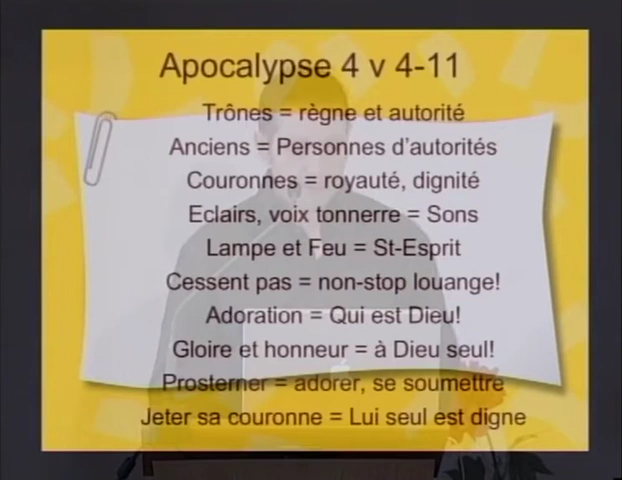 Apocalypse 4 v 4-11
Trônes = règne et autorité
Anciens = Personnes d'autorités
Couronnes = royauté, dignité
Eclairs, voix tonnerre = Sons
Lampe et Feu = St-Esprit
Cessent pas = non-stop louange!
Adoration = Qui est Dieu!
Gloire et honneur = à Dieu seul!
Prosterner = adorer, se soumettre
Jeter sa couronne = Lui seul est digne